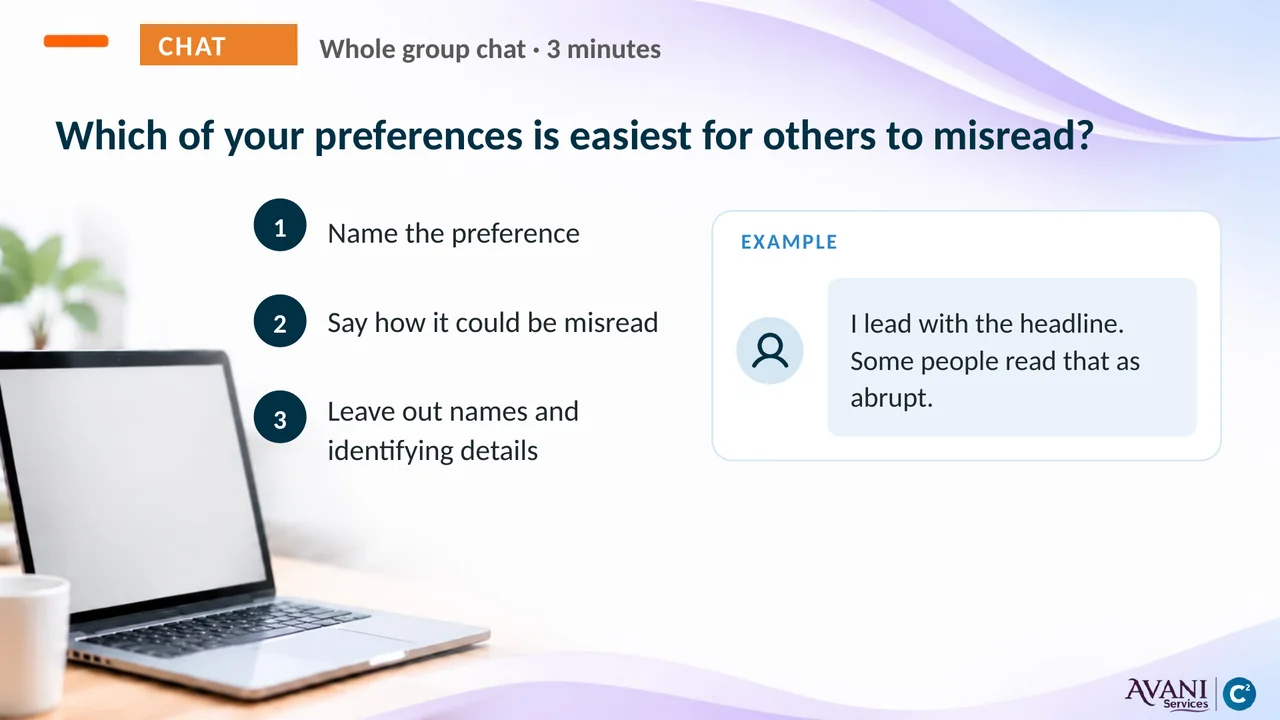 CHAT
Whole group chat · 3 minutes
Which of your preferences is easiest for others to misread?
1
Name the preference
2
Say how it could be misread
3
Leave out names and
identifying details
EXAMPLE
I lead with the headline.
Some people read that as
abrupt.
AVANI
Services
C²